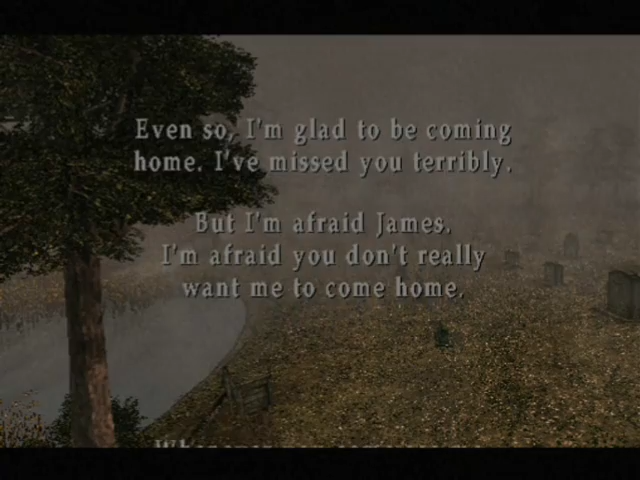 Even so, I'm glad to be coming
home. I've missed you terribly.
But I'm afraid James.
I'm afraid you don't really
want me to come home.